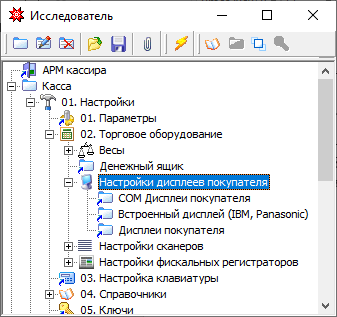 Исследователь
АРМ кассира
Касса
01. Настройки
01. Параметры
02. Торговое оборудование
Весы
Денежный ящик
Настройки дисплеев покупателя
COM Дисплеи покупателя
Встроенный дисплей (IBM, Panasonic)
Дисплеи покупателя
Настройки сканеров
Настройки фискальных регистраторов
03. Настройка клавиатуры
04. Справочники
05. Ключи